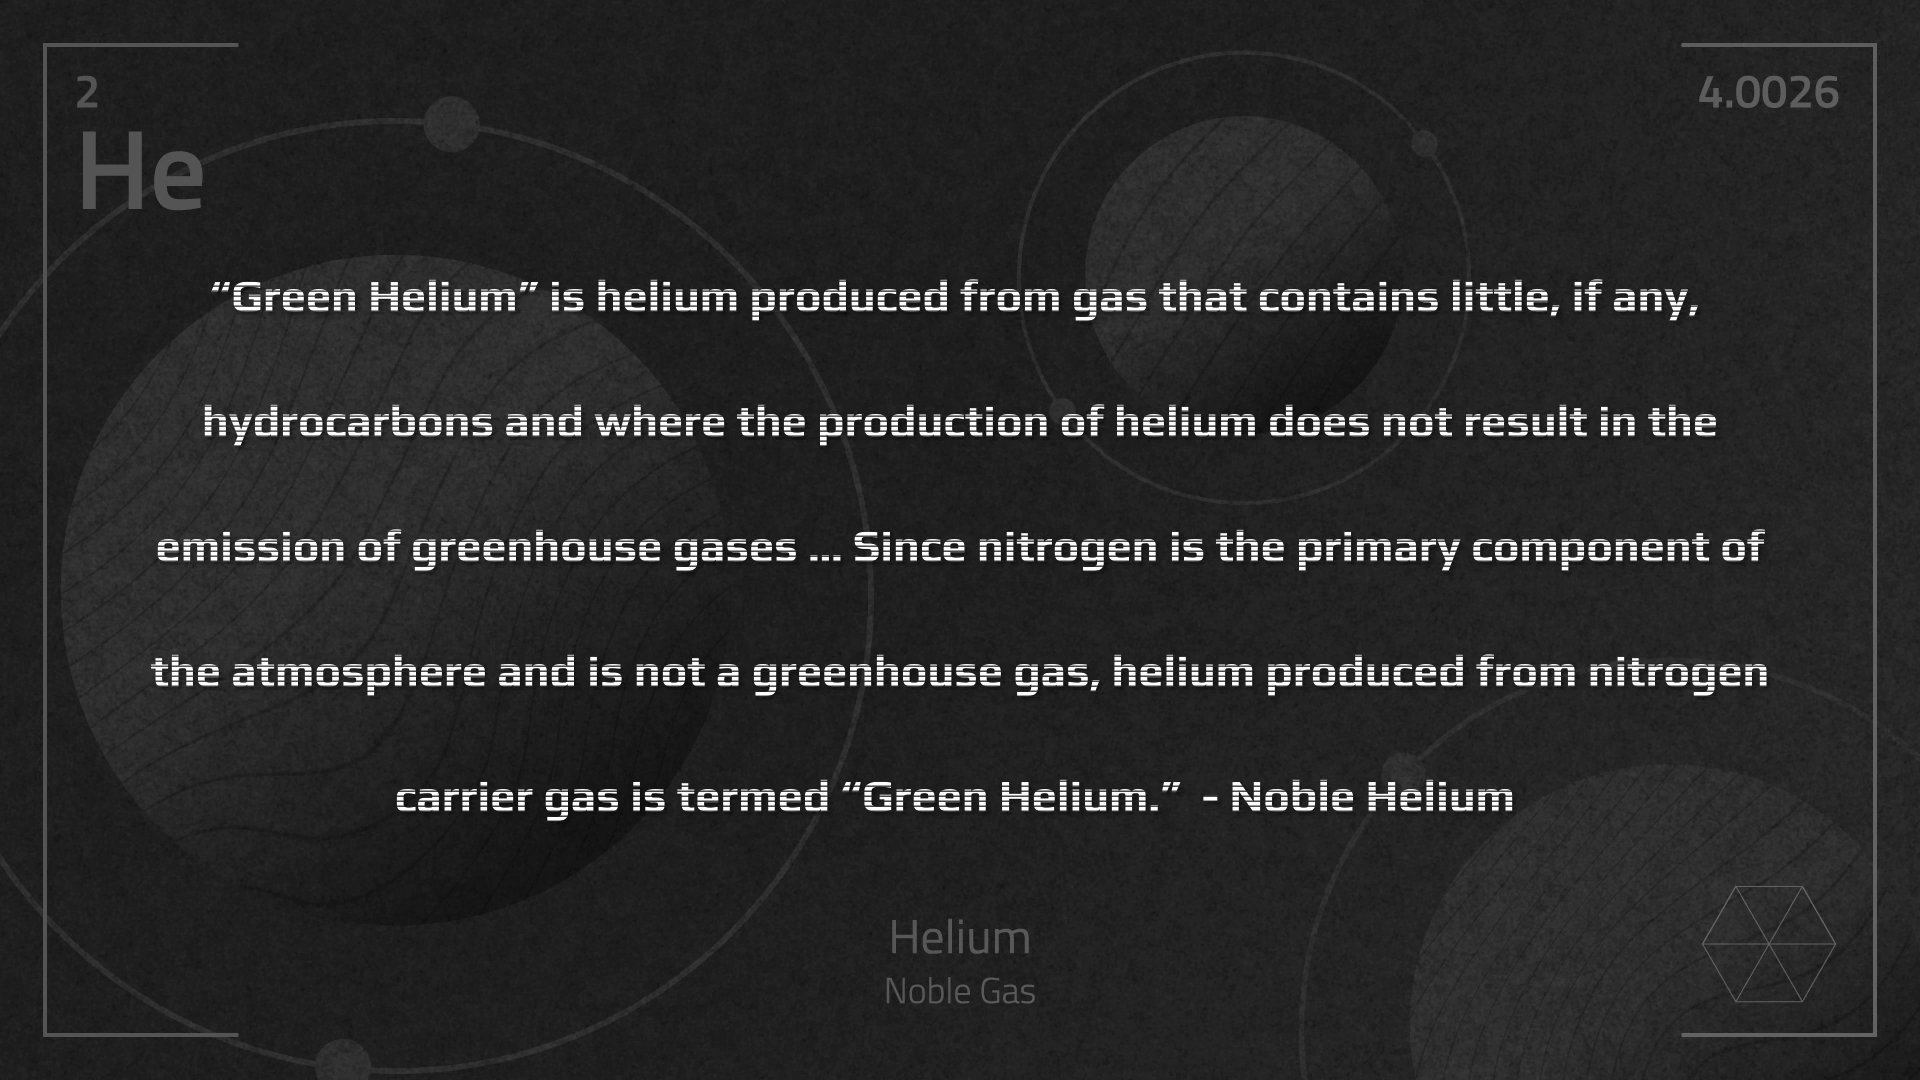 2
4.0026
He
“Green Helium” is helium produced from gas that contains little, if any,
hydrocarbons and where the production of helium does not result in the
emission of greenhouse gases ... Since nitrogen is the primary component of
the atmosphere and is not a greenhouse gas, helium produced from nitrogen
carrier gas is termed “Green Helium.”  - Noble Helium
Helium
Noble Gas